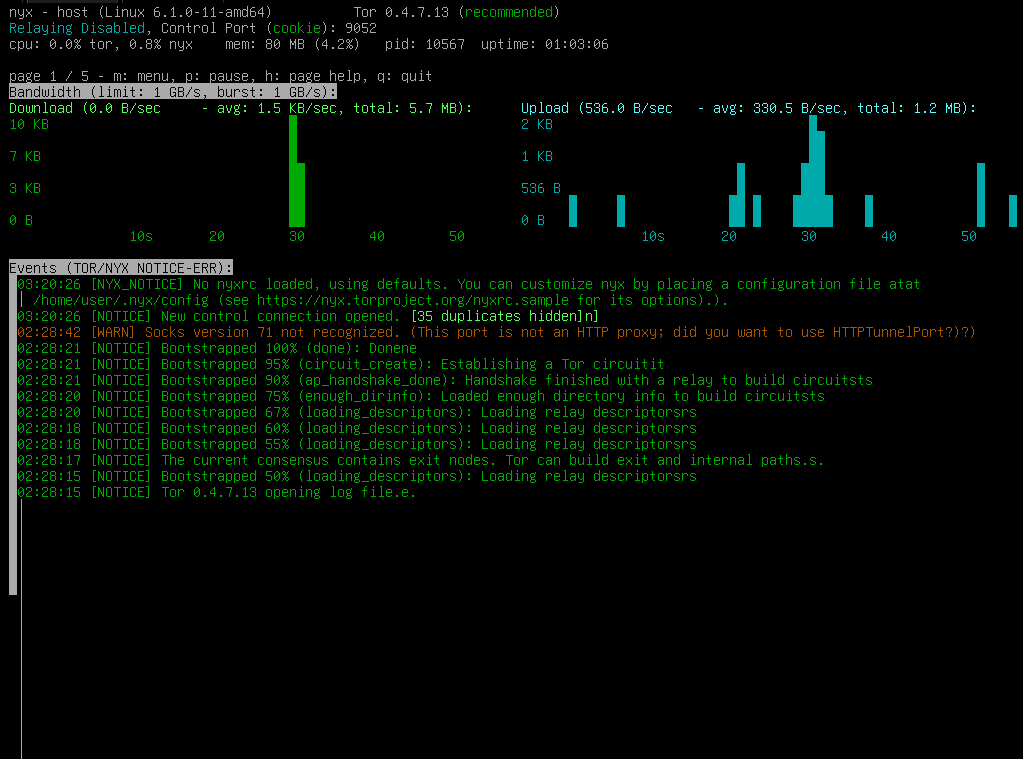 nyx - host (Linux 6.1.0-11-amd64) Tor 0.4.7.13 (recommended)
Relaying Disabled, Control Port (cookie): 9052
cpu: 0.0% tor, 0.8% nyx mem: 80 MB (4.2%) pid: 10567 uptime: 01:03:06
page 1 / 5 - m: menu, p: pause, h: page help, q: quit
Bandwidth (limit: 1 GB/s, burst: 1 GB/s):
Download (0.0 B/sec - avg: 1.5 KB/sec, total: 5.7 MB): Upload (536.0 B/sec - avg: 330.5 B/sec, total: 1.2 MB):
10 KB 2 KB
7 KB 1 KB
3 KB 536 B
0 B 0 B
10s 20 30 40 50 10s 20 30 40 50
Events (TOR/NYX NOTICE-ERR):
03:20:26 [NYX_NOTICE] No nyxrc loaded, using defaults. You can customize nyx by placing a configuration file atat
| /home/user/.nyx/config (see https://nyx.torproject.org/nyxrc.sample for its options).).
03:20:26 [NOTICE] New control connection opened. [35 duplicates hidden]n]
02:28:42 [WARN] Socks version 71 not recognized. (This port is not an HTTP proxy; did you want to use HTTPTunnelPort?)?)
02:28:21 [NOTICE] Bootstrapped 100% (done): Donene
02:28:21 [NOTICE] Bootstrapped 95% (circuit_create): Establishing a Tor circuitit
02:28:21 [NOTICE] Bootstrapped 90% (ap_handshake_done): Handshake finished with a relay to build circuitsts
02:28:20 [NOTICE] Bootstrapped 75% (enough_dirinfo): Loaded enough directory info to build circuitsts
02:28:20 [NOTICE] Bootstrapped 67% (loading_descriptors): Loading relay descriptorsrs
02:28:18 [NOTICE] Bootstrapped 60% (loading_descriptors): Loading relay descriptorsrs
02:28:18 [NOTICE] Bootstrapped 55% (loading_descriptors): Loading relay descriptorsrs
02:28:17 [NOTICE] The current consensus contains exit nodes. Tor can build exit and internal paths.s.
02:28:15 [NOTICE] Bootstrapped 50% (loading_descriptors): Loading relay descriptorsrs
02:28:15 [NOTICE] Tor 0.4.7.13 opening log file.e.